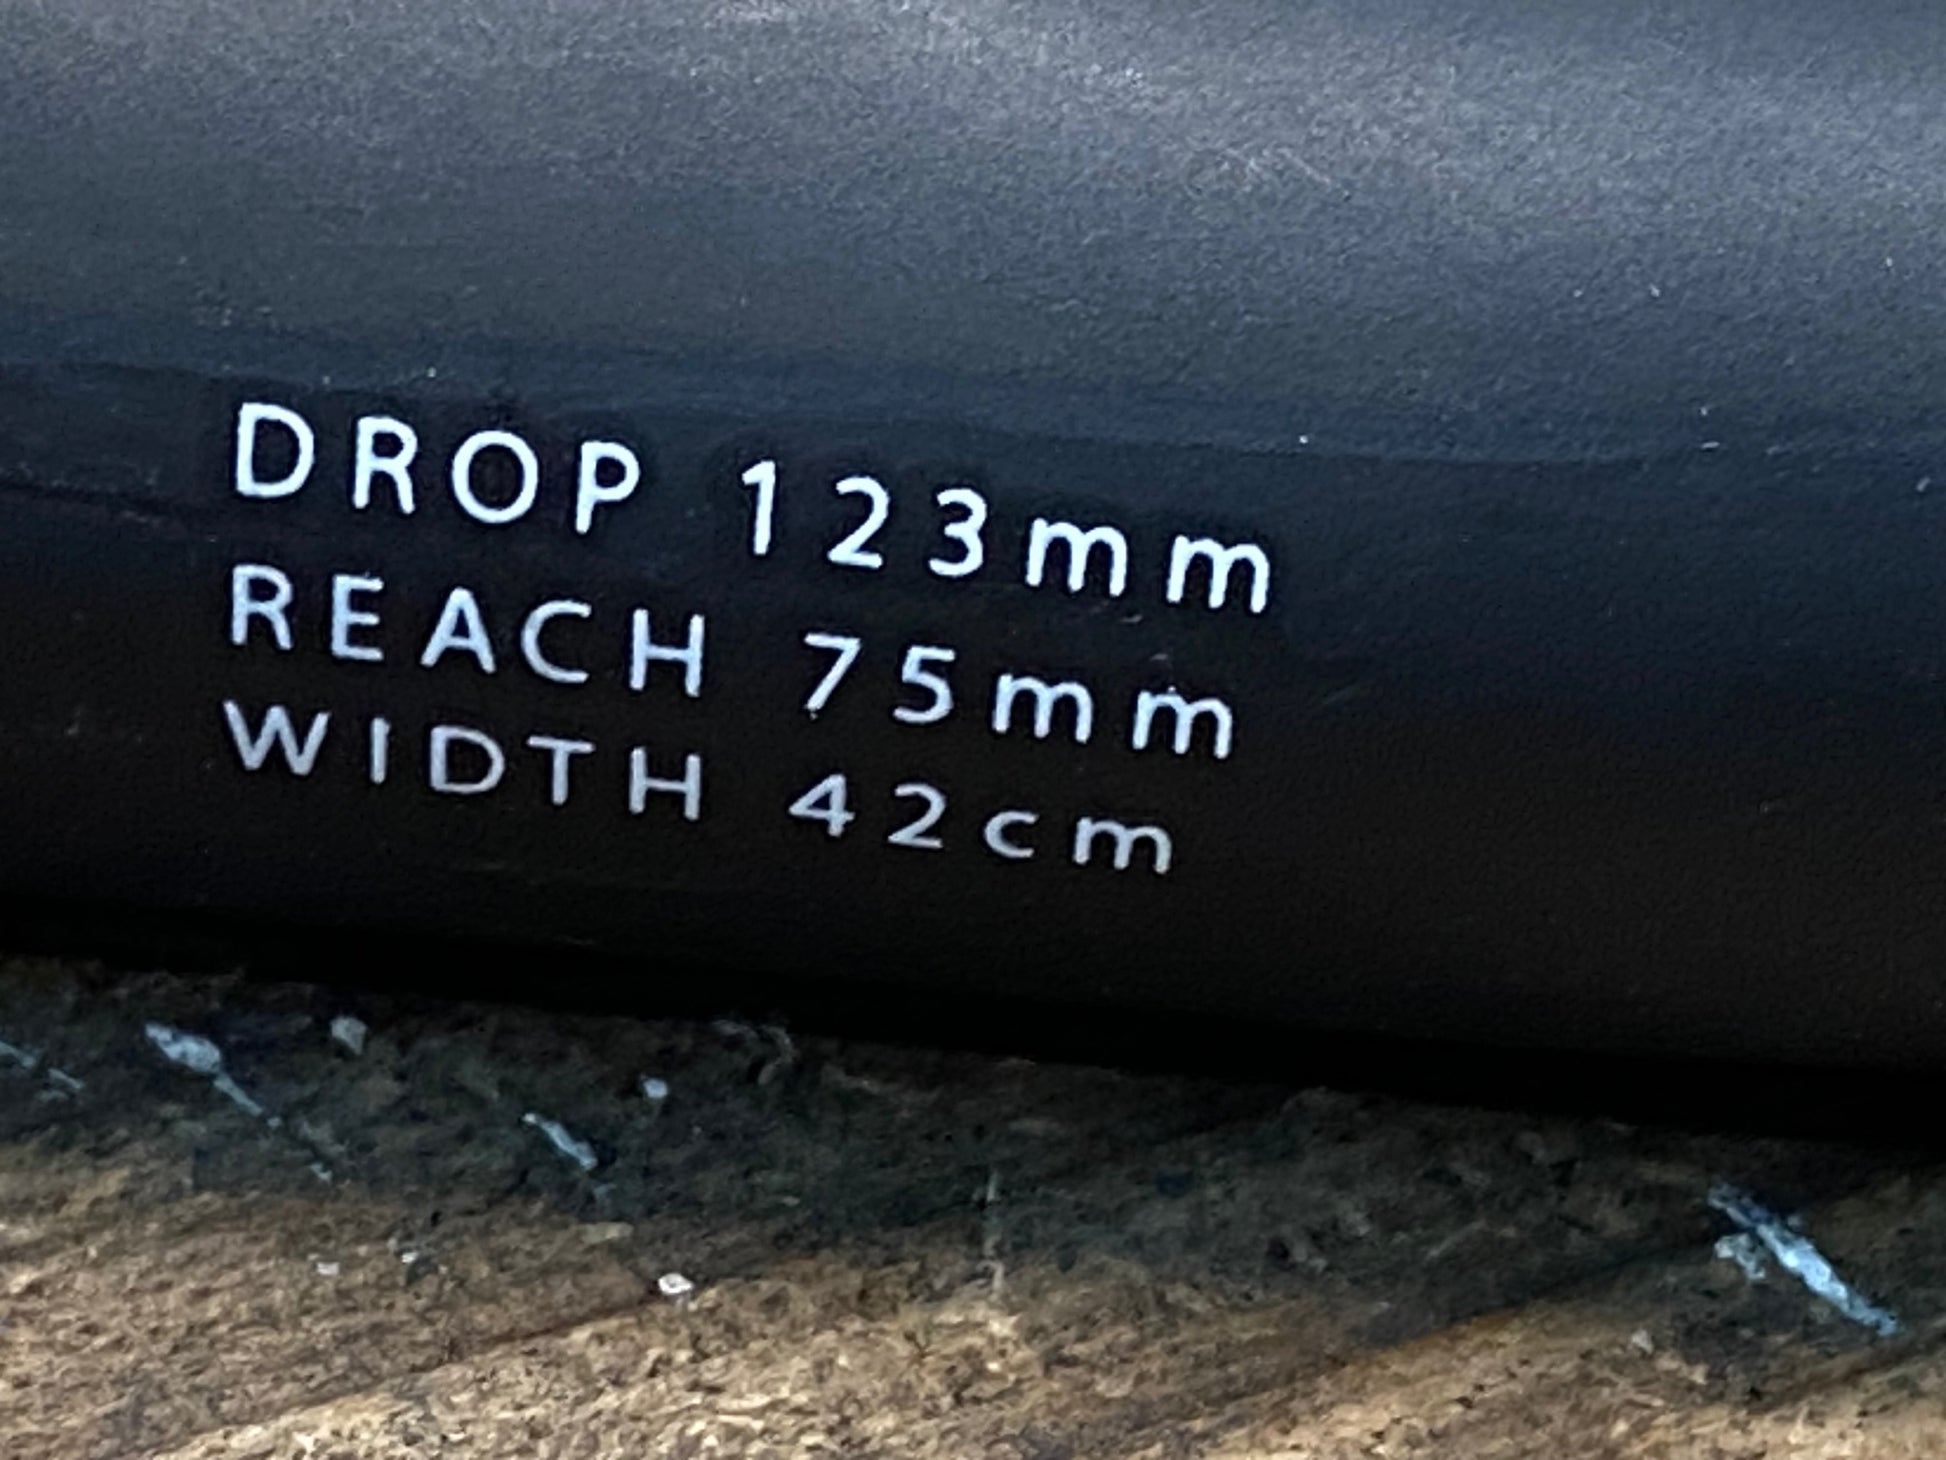 DROP 123mm
REACH 75mm
WIDTH 42cm